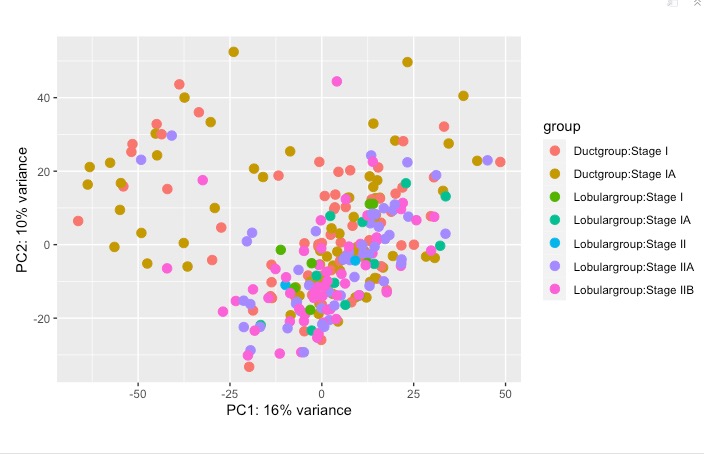 40
20
0
-20
PC2: 10% variance
-50
-25
0
25
50
PC1: 16% variance
group
Ductgroup:Stage I
Ductgroup:Stage IA
Lobulargroup:Stage I
Lobulargroup:Stage IA
Lobulargroup:Stage II
Lobulargroup:Stage IIA
Lobulargroup:Stage IIB